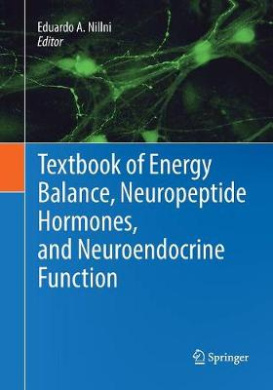 Eduardo A. Nillni
Editor
Textbook of Energy
Balance, Neuropeptide
Hormones,
and Neuroendocrine
Function
Springer